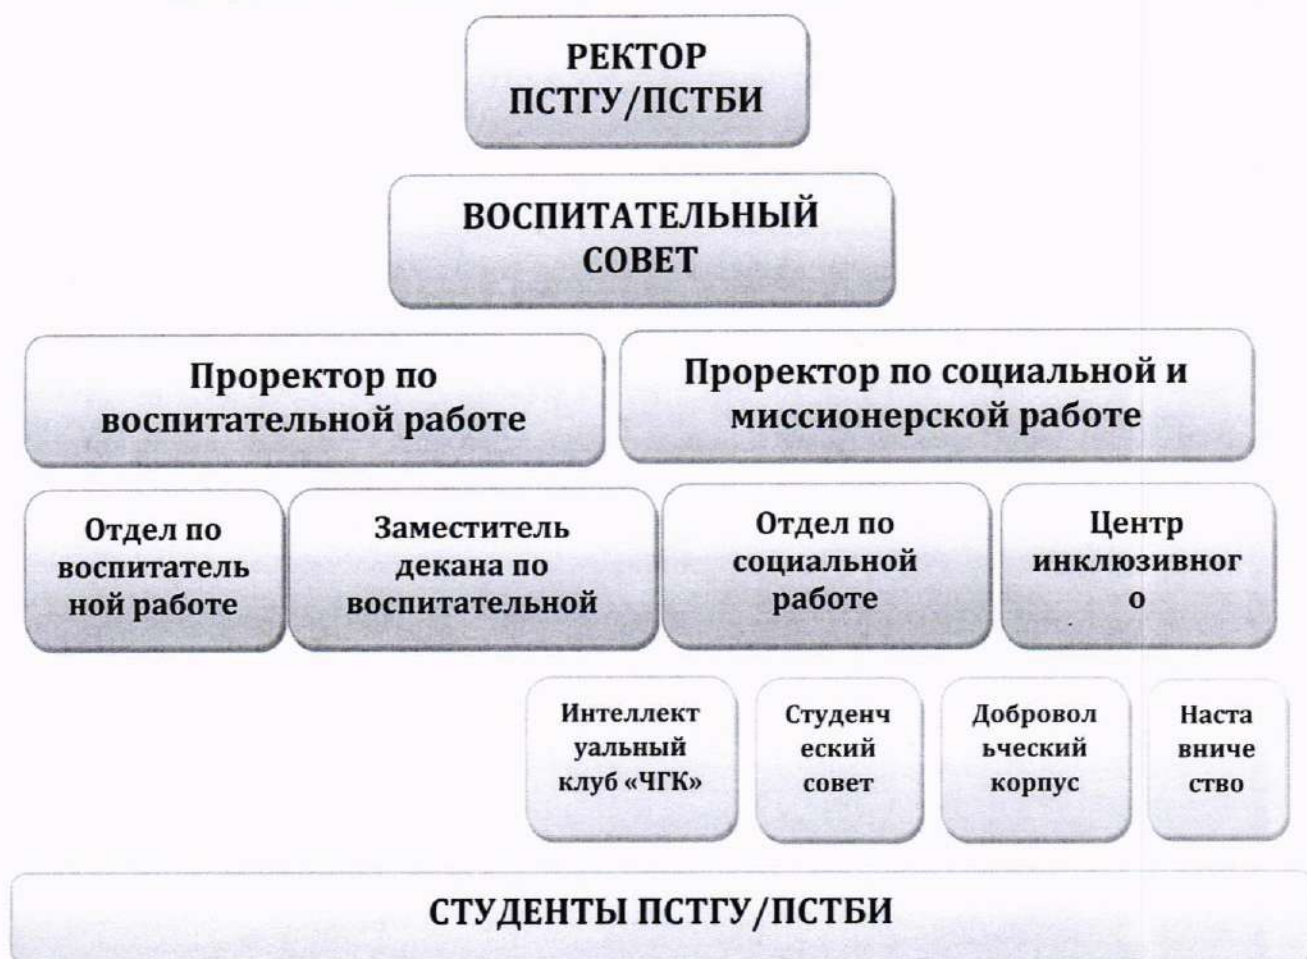 РЕКТОР
ПСТГУ/ПСТБИ
ВОСПИТАТЕЛЬНЫЙ
СОВЕТ
Проректор по
воспитательной работе
Проректор по социальной и
миссионерской работе
Отдел по
воспитатель
ной работе
Заместитель
декана по
воспитательной
Отдел по
социальной
работе
Центр
инклюзивног
о
Интеллект
уальный
клуб «ЧГК»
Студенч
еский
совет
Добровол
ьческий
корпус
Наста
вниче
ство
СТУДЕНТЫ ПСТГУ/ПСТБИ